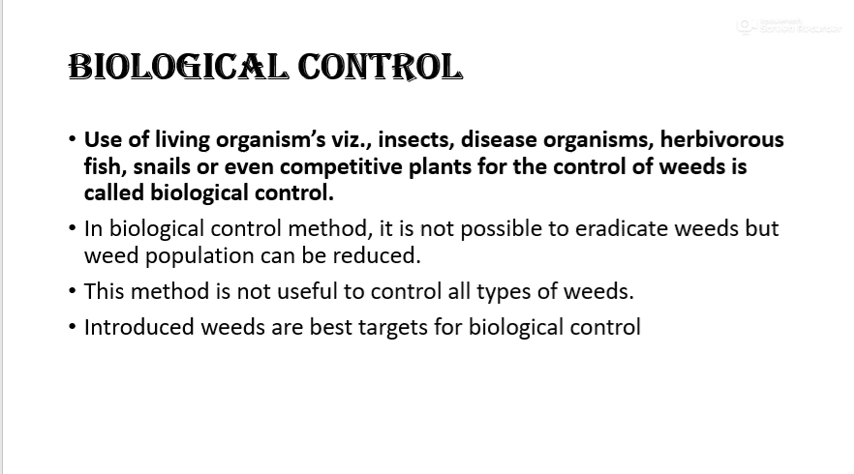 BIOLOGICAL CONTROL
• Use of living organism's viz., insects, disease organisms, herbivorous
fish, snails or even competitive plants for the control of weeds is
called biological control.
• In biological control method, it is not possible to eradicate weeds but
weed population can be reduced.
• This method is not useful to control all types of weeds.
• Introduced weeds are best targets for biological control